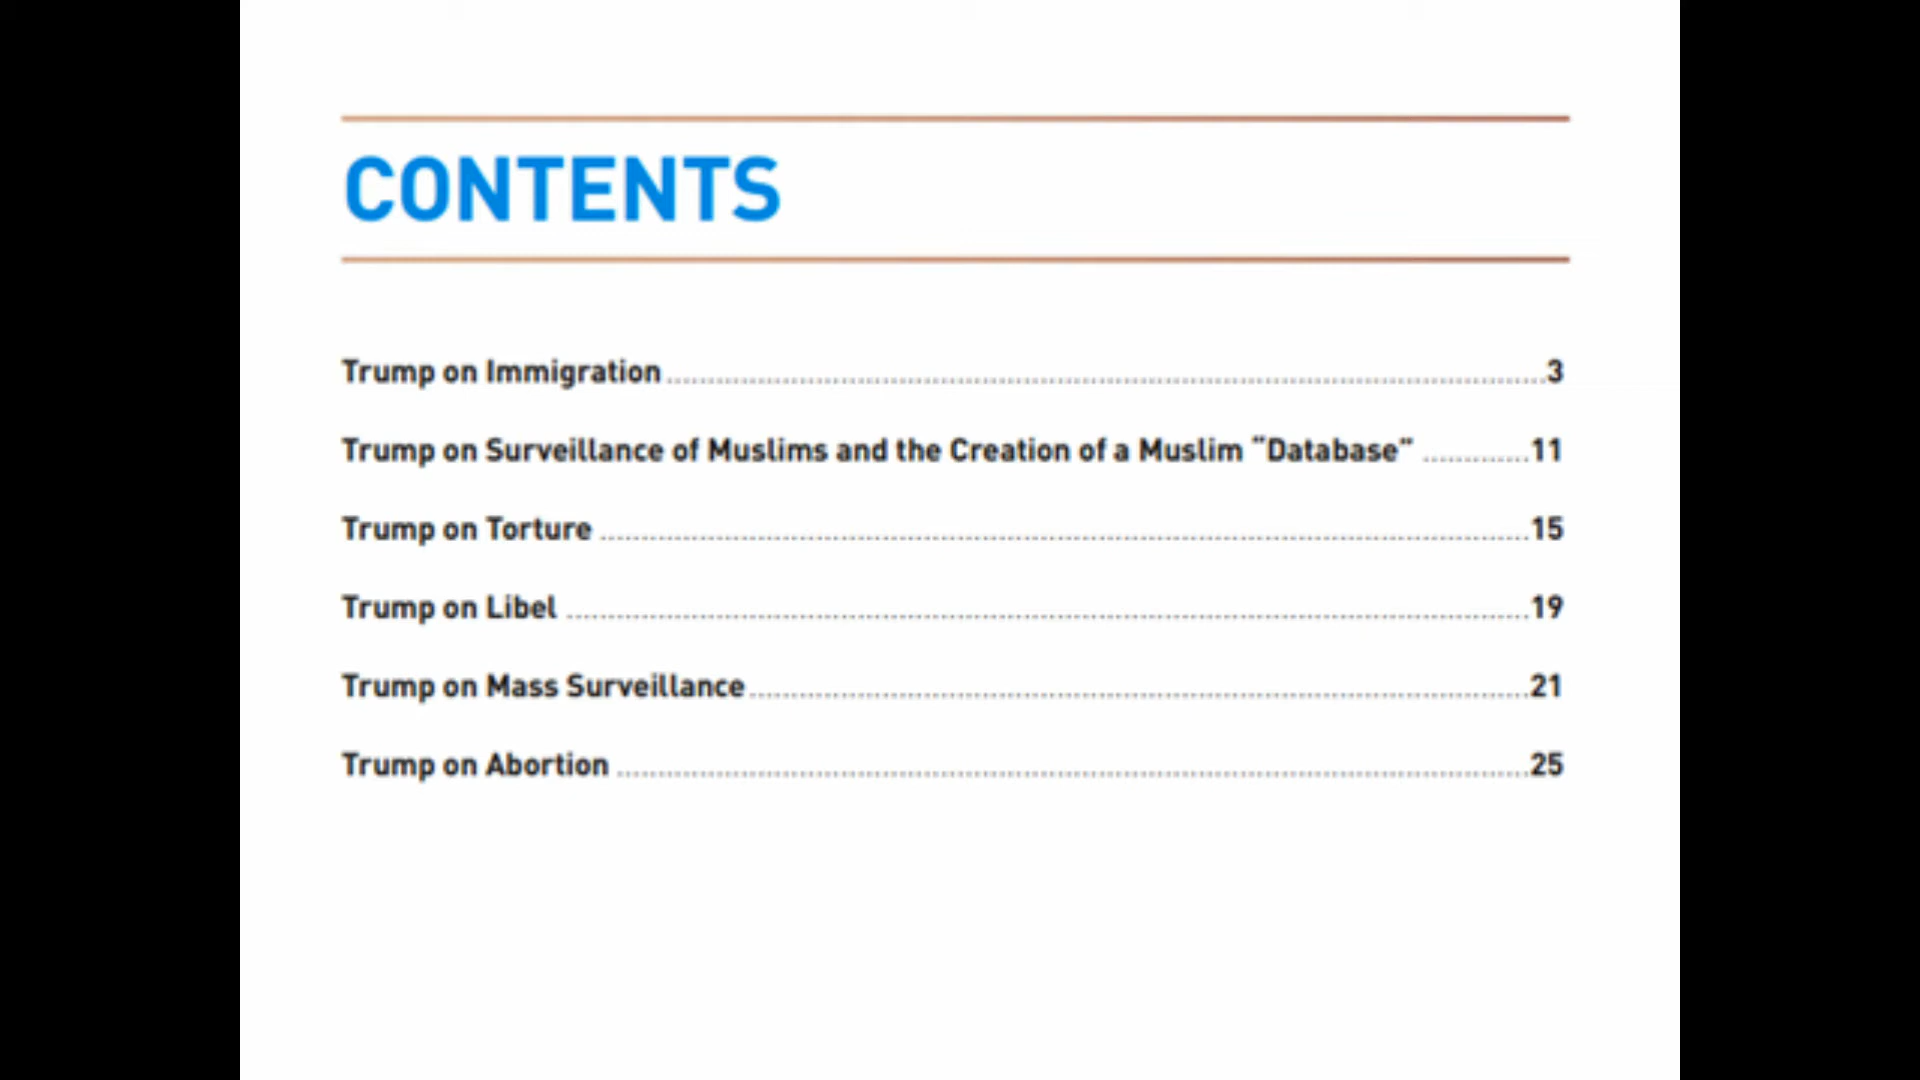 CONTENTS
Trump on Immigration........................................................................3
Trump on Surveillance of Muslims and the Creation of a Muslim “Database” .............11
Trump on Torture ........................................................................15
Trump on Libel ........................................................................19
Trump on Mass Surveillance........................................................................21
Trump on Abortion ........................................................................25